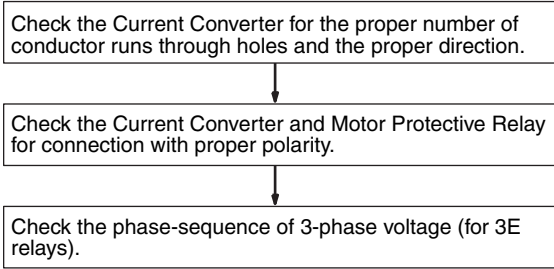 Check the Current Converter for the proper number of
conductor runs through holes and the proper direction.
Check the Current Converter and Motor Protective Relay
for connection with proper polarity.
Check the phase-sequence of 3-phase voltage (for 3E
relays).